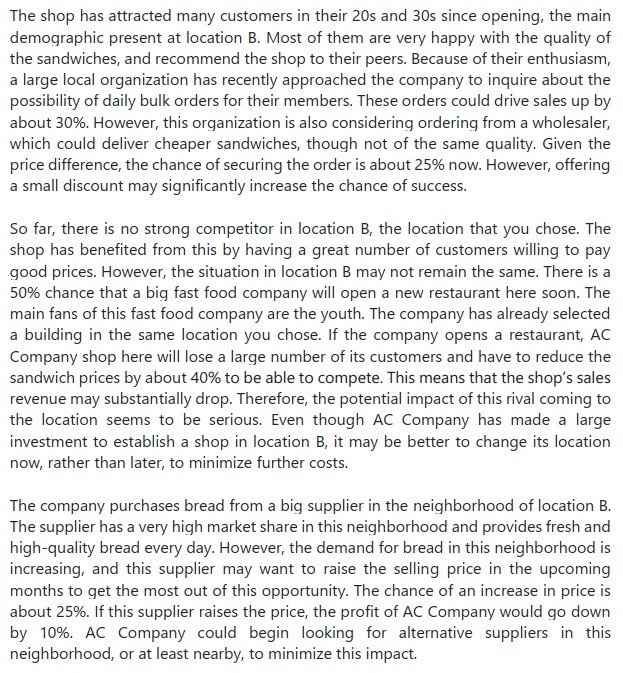 The shop has attracted many customers in their 20s and 30s since opening, the main
demographic present at location B. Most of them are very happy with the quality of
the sandwiches, and recommend the shop to their peers. Because of their enthusiasm,
a large local organization has recently approached the company to inquire about the
possibility of daily bulk orders for their members. These orders could drive sales up by
about 30%. However, this organization is also considering ordering from a wholesaler,
which could deliver cheaper sandwiches, though not of the same quality. Given the
price difference, the chance of securing the order is about 25% now. However, offering
a small discount may significantly increase the chance of success.

So far, there is no strong competitor in location B, the location that you chose. The
shop has benefited from this by having a great number of customers willing to pay
good prices. However, the situation in location B may not remain the same. There is a
50% chance that a big fast food company will open a new restaurant here soon. The
main fans of this fast food company are the youth. The company has already selected
a building in the same location you chose. If the company opens a restaurant, AC
Company shop here will lose a large number of its customers and have to reduce the
sandwich prices by about 40% to be able to compete. This means that the shop's sales
revenue may substantially drop. Therefore, the potential impact of this rival coming to
the location seems to be serious. Even though AC Company has made a large
investment to establish a shop in location B, it may be better to change its location
now, rather than later, to minimize further costs.

The company purchases bread from a big supplier in the neighborhood of location B.
The supplier has a very high market share in this neighborhood and provides fresh and
high-quality bread every day. However, the demand for bread in this neighborhood is
increasing, and this supplier may want to raise the selling price in the upcoming
months to get the most out of this opportunity. The chance of an increase in price is
about 25%. If this supplier raises the price, the profit of AC Company would go down
by 10%. AC Company could begin looking for alternative suppliers in this
neighborhood, or at least nearby, to minimize this impact.